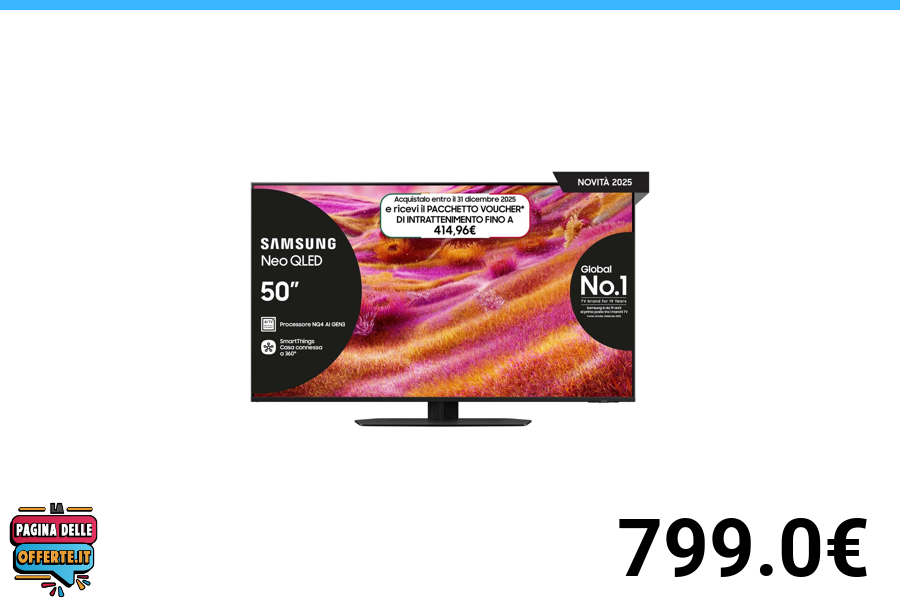 NOVITÀ 2025
Acquistalo entro il 31 dicembre 2025
e ricevi il PACCHETTO VOUCHER*
DI INTRATTENIMENTO FINO A
414,96€
SAMSUNG
Neo QLED
50”
Processore NQ4 AI GEN3
SmartThings
Casa connessa
a 360°
Global
No.1
TV brand for 19 Years
LA
PAGINA DELLE
OFFERTE.IT
799.0€